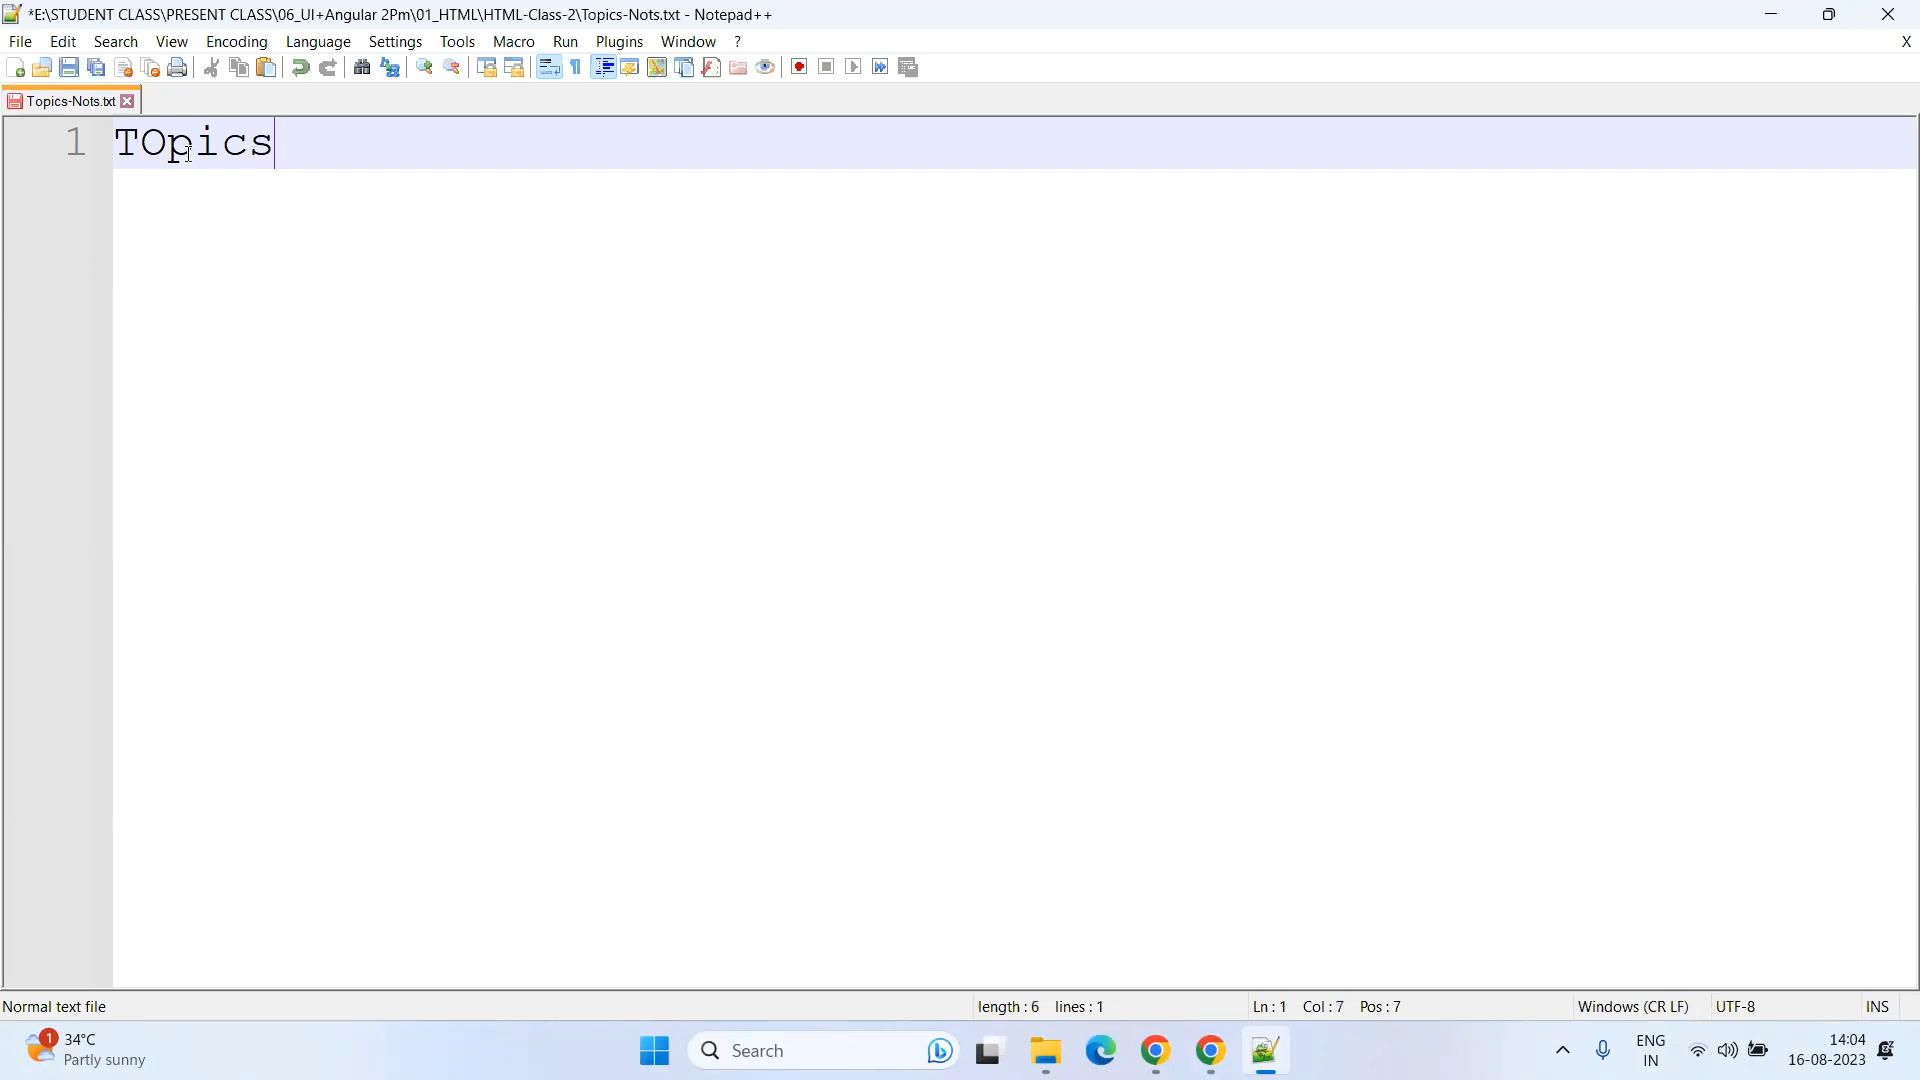 *E:\STUDENT CLASS\PRESENT CLASS\06_UI+Angular 2Pm\01_HTML\HTML-Class-2\Topics-Nots.txt - Notepad++
File Edit Search View Encoding Language Settings Tools Macro Run Plugins Window ? X
Topics-Nots.txt
1 TOpics
Normal text file length : 6 lines : 1 Ln : 1 Col : 7 Pos : 7 Windows (CR LF) UTF-8 INS
1 34°C
Partly sunny
Search
ENG
IN
14:04
16-08-2023